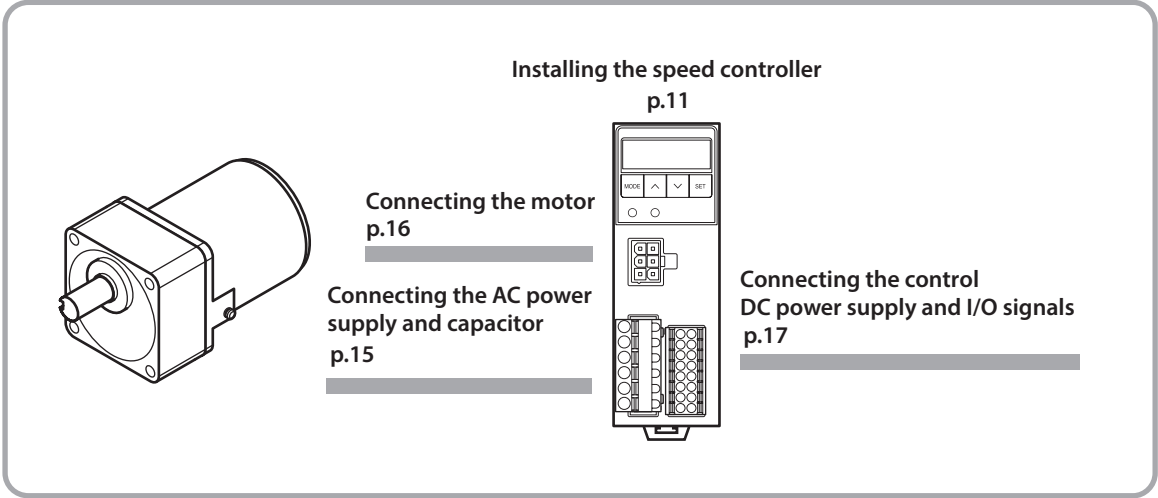 Installing the speed controller
p.11
MODE
SET
Connecting the motor
p.16
Connecting the AC power
supply and capacitor
p.15
Connecting the control
DC power supply and I/O signals
p.17